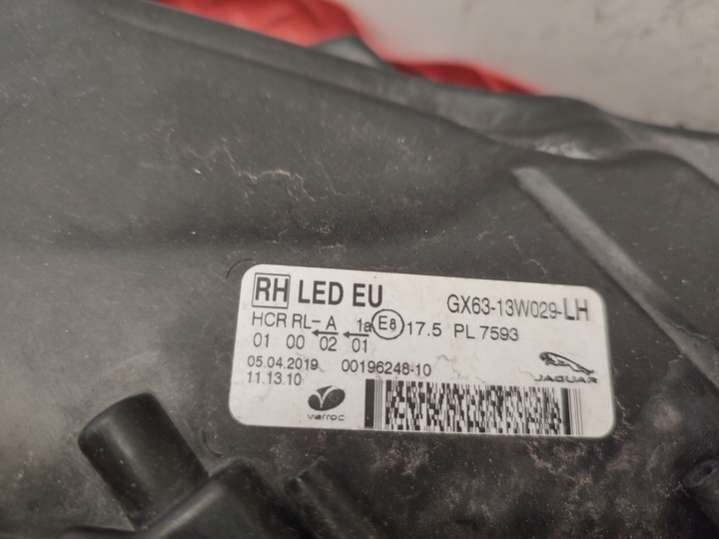 RH LED EU GX63-13W029-LH
HCR RL-A 1a E8 17.5 PL 7593
01 00 02 01
05.04.2019 00196248-10
11.13.10
varroc
JAGUAR